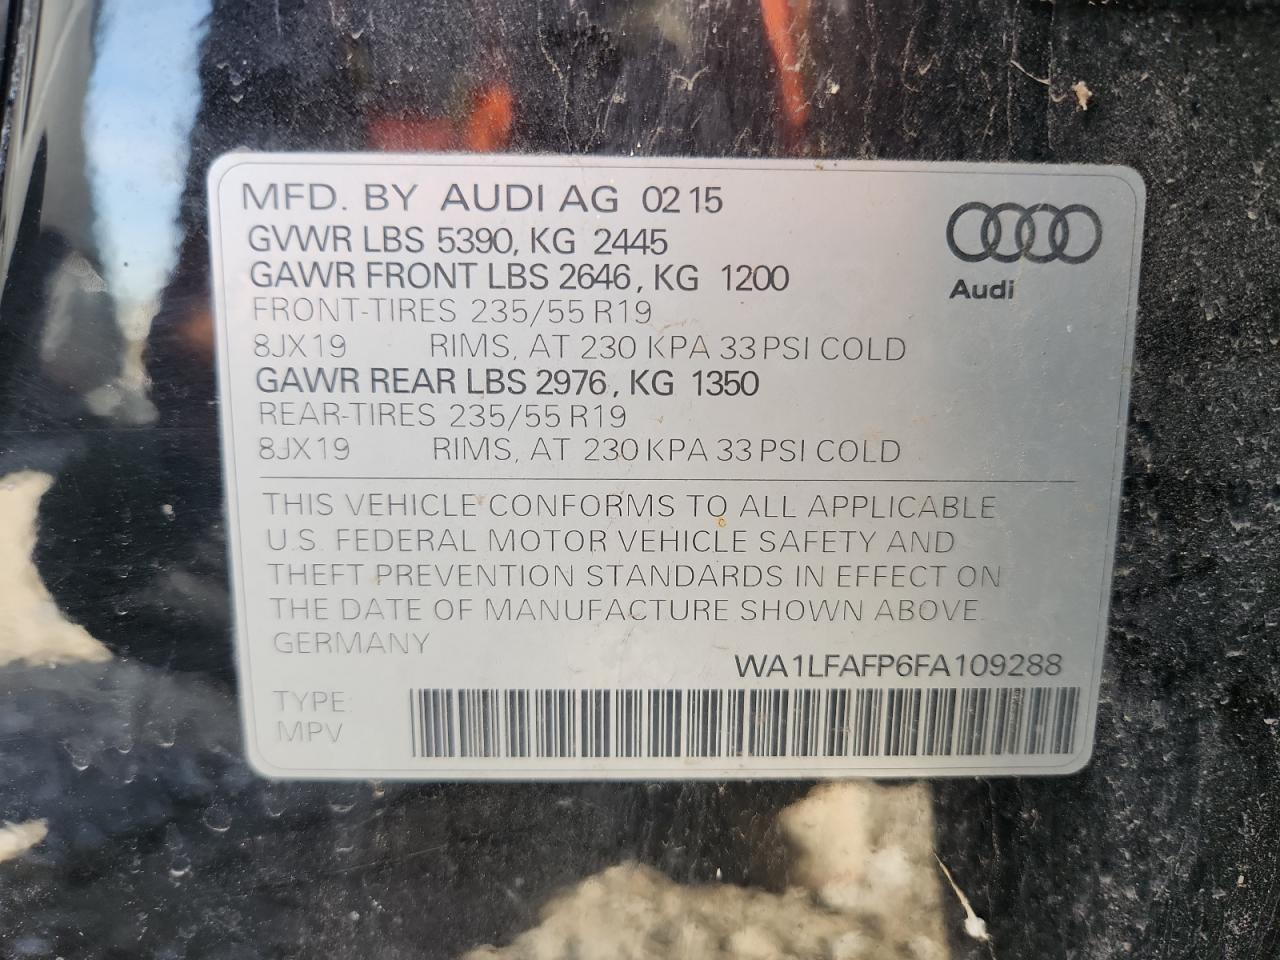 MFD. BY AUDI AG 02 15
GVWR LBS 5390, KG 2445
GAWR FRONT LBS 2646, KG 1200
FRONT-TIRES 235/55 R19
8JX19 RIMS, AT 230 KPA 33 PSI COLD
GAWR REAR LBS 2976, KG 1350
REAR-TIRES 235/55 R19
8JX19 RIMS, AT 230 KPA 33 PSI COLD
Audi
THIS VEHICLE CONFORMS TO ALL APPLICABLE
U.S. FEDERAL MOTOR VEHICLE SAFETY AND
THEFT PREVENTION STANDARDS IN EFFECT ON
THE DATE OF MANUFACTURE SHOWN ABOVE.
GERMANY
WA1LFAFP6FA109288
TYPE:
MPV